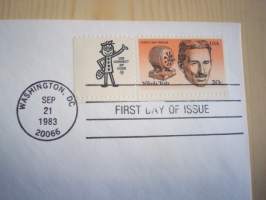 USA
Nikola Tesla
20c
WASHINGTON, DC
SEP
21
1983
20066
FIRST DAY OF ISSUE